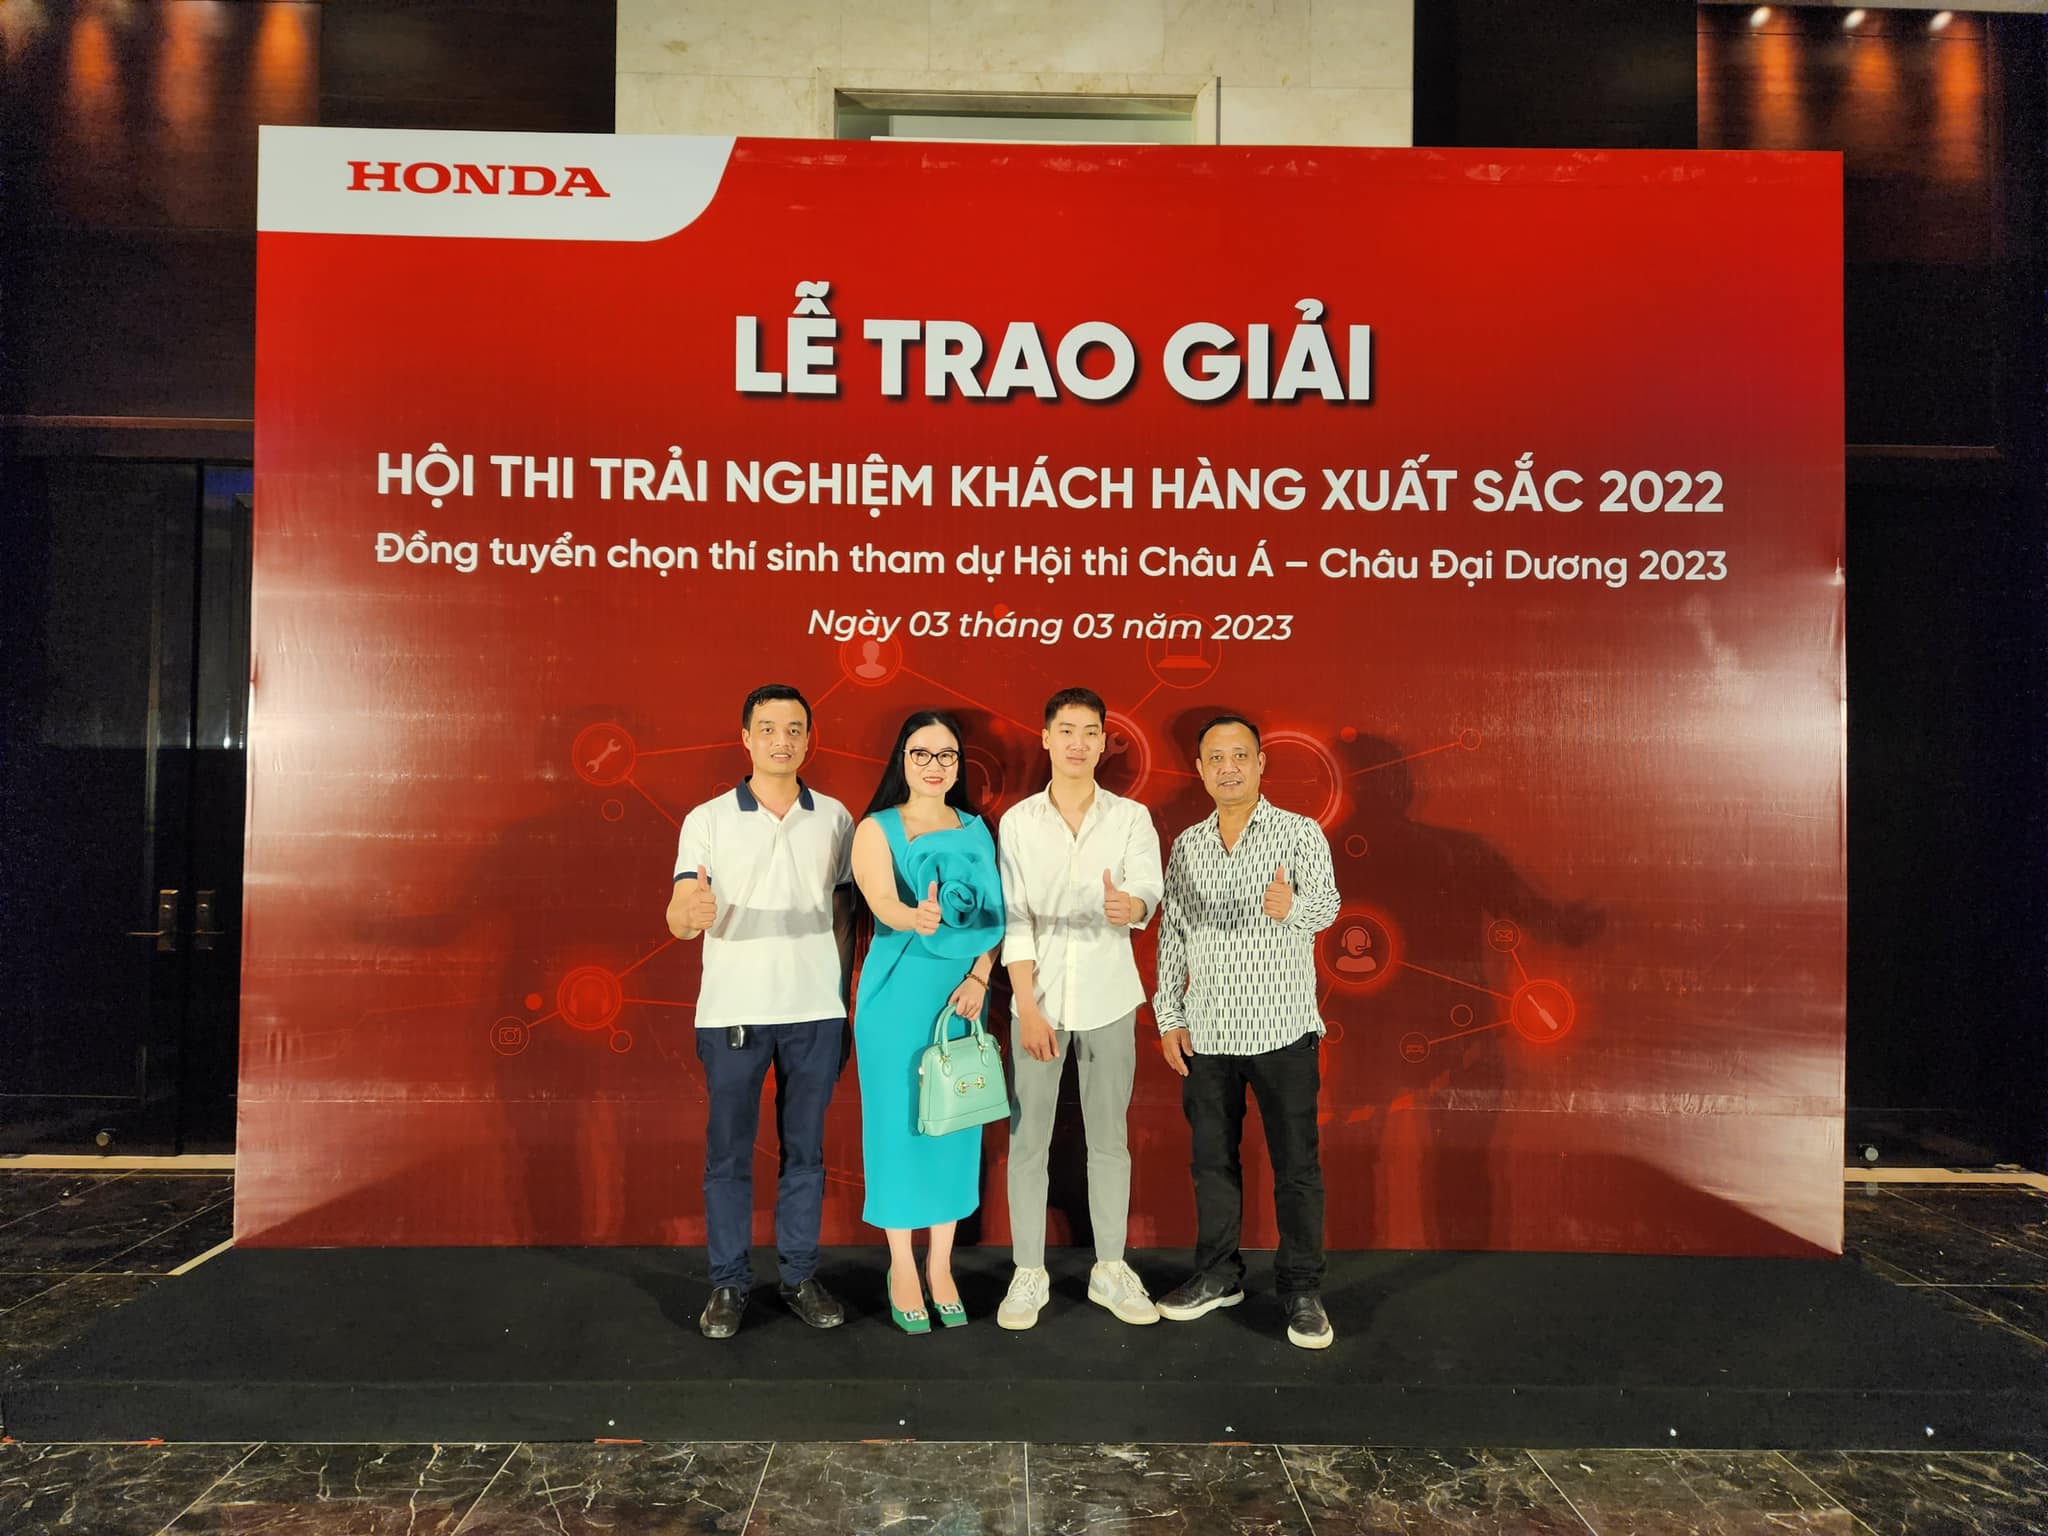 HONDA
LỄ TRAO GIẢI
HỘI THI TRẢI NGHIỆM KHÁCH HÀNG XUẤT SẮC 2022
Đồng tuyển chọn thí sinh tham dự Hội thi Châu Á – Châu Đại Dương 2023
Ngày 03 tháng 03 năm 2023